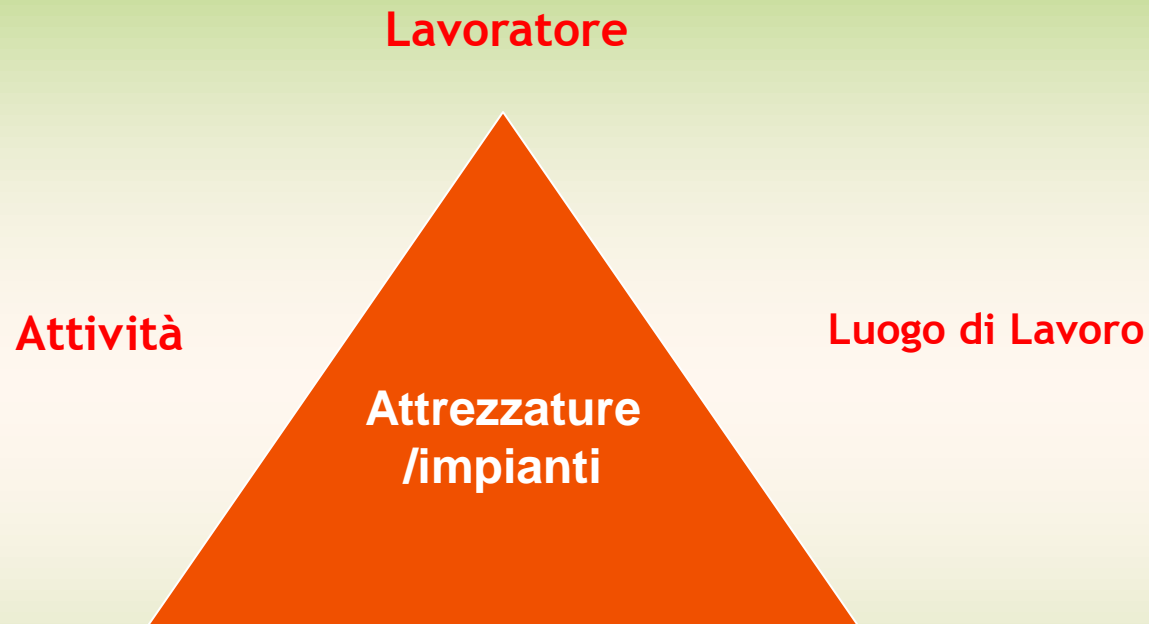 Lavoratore
Attività
Luogo di Lavoro
Attrezzature
/impianti